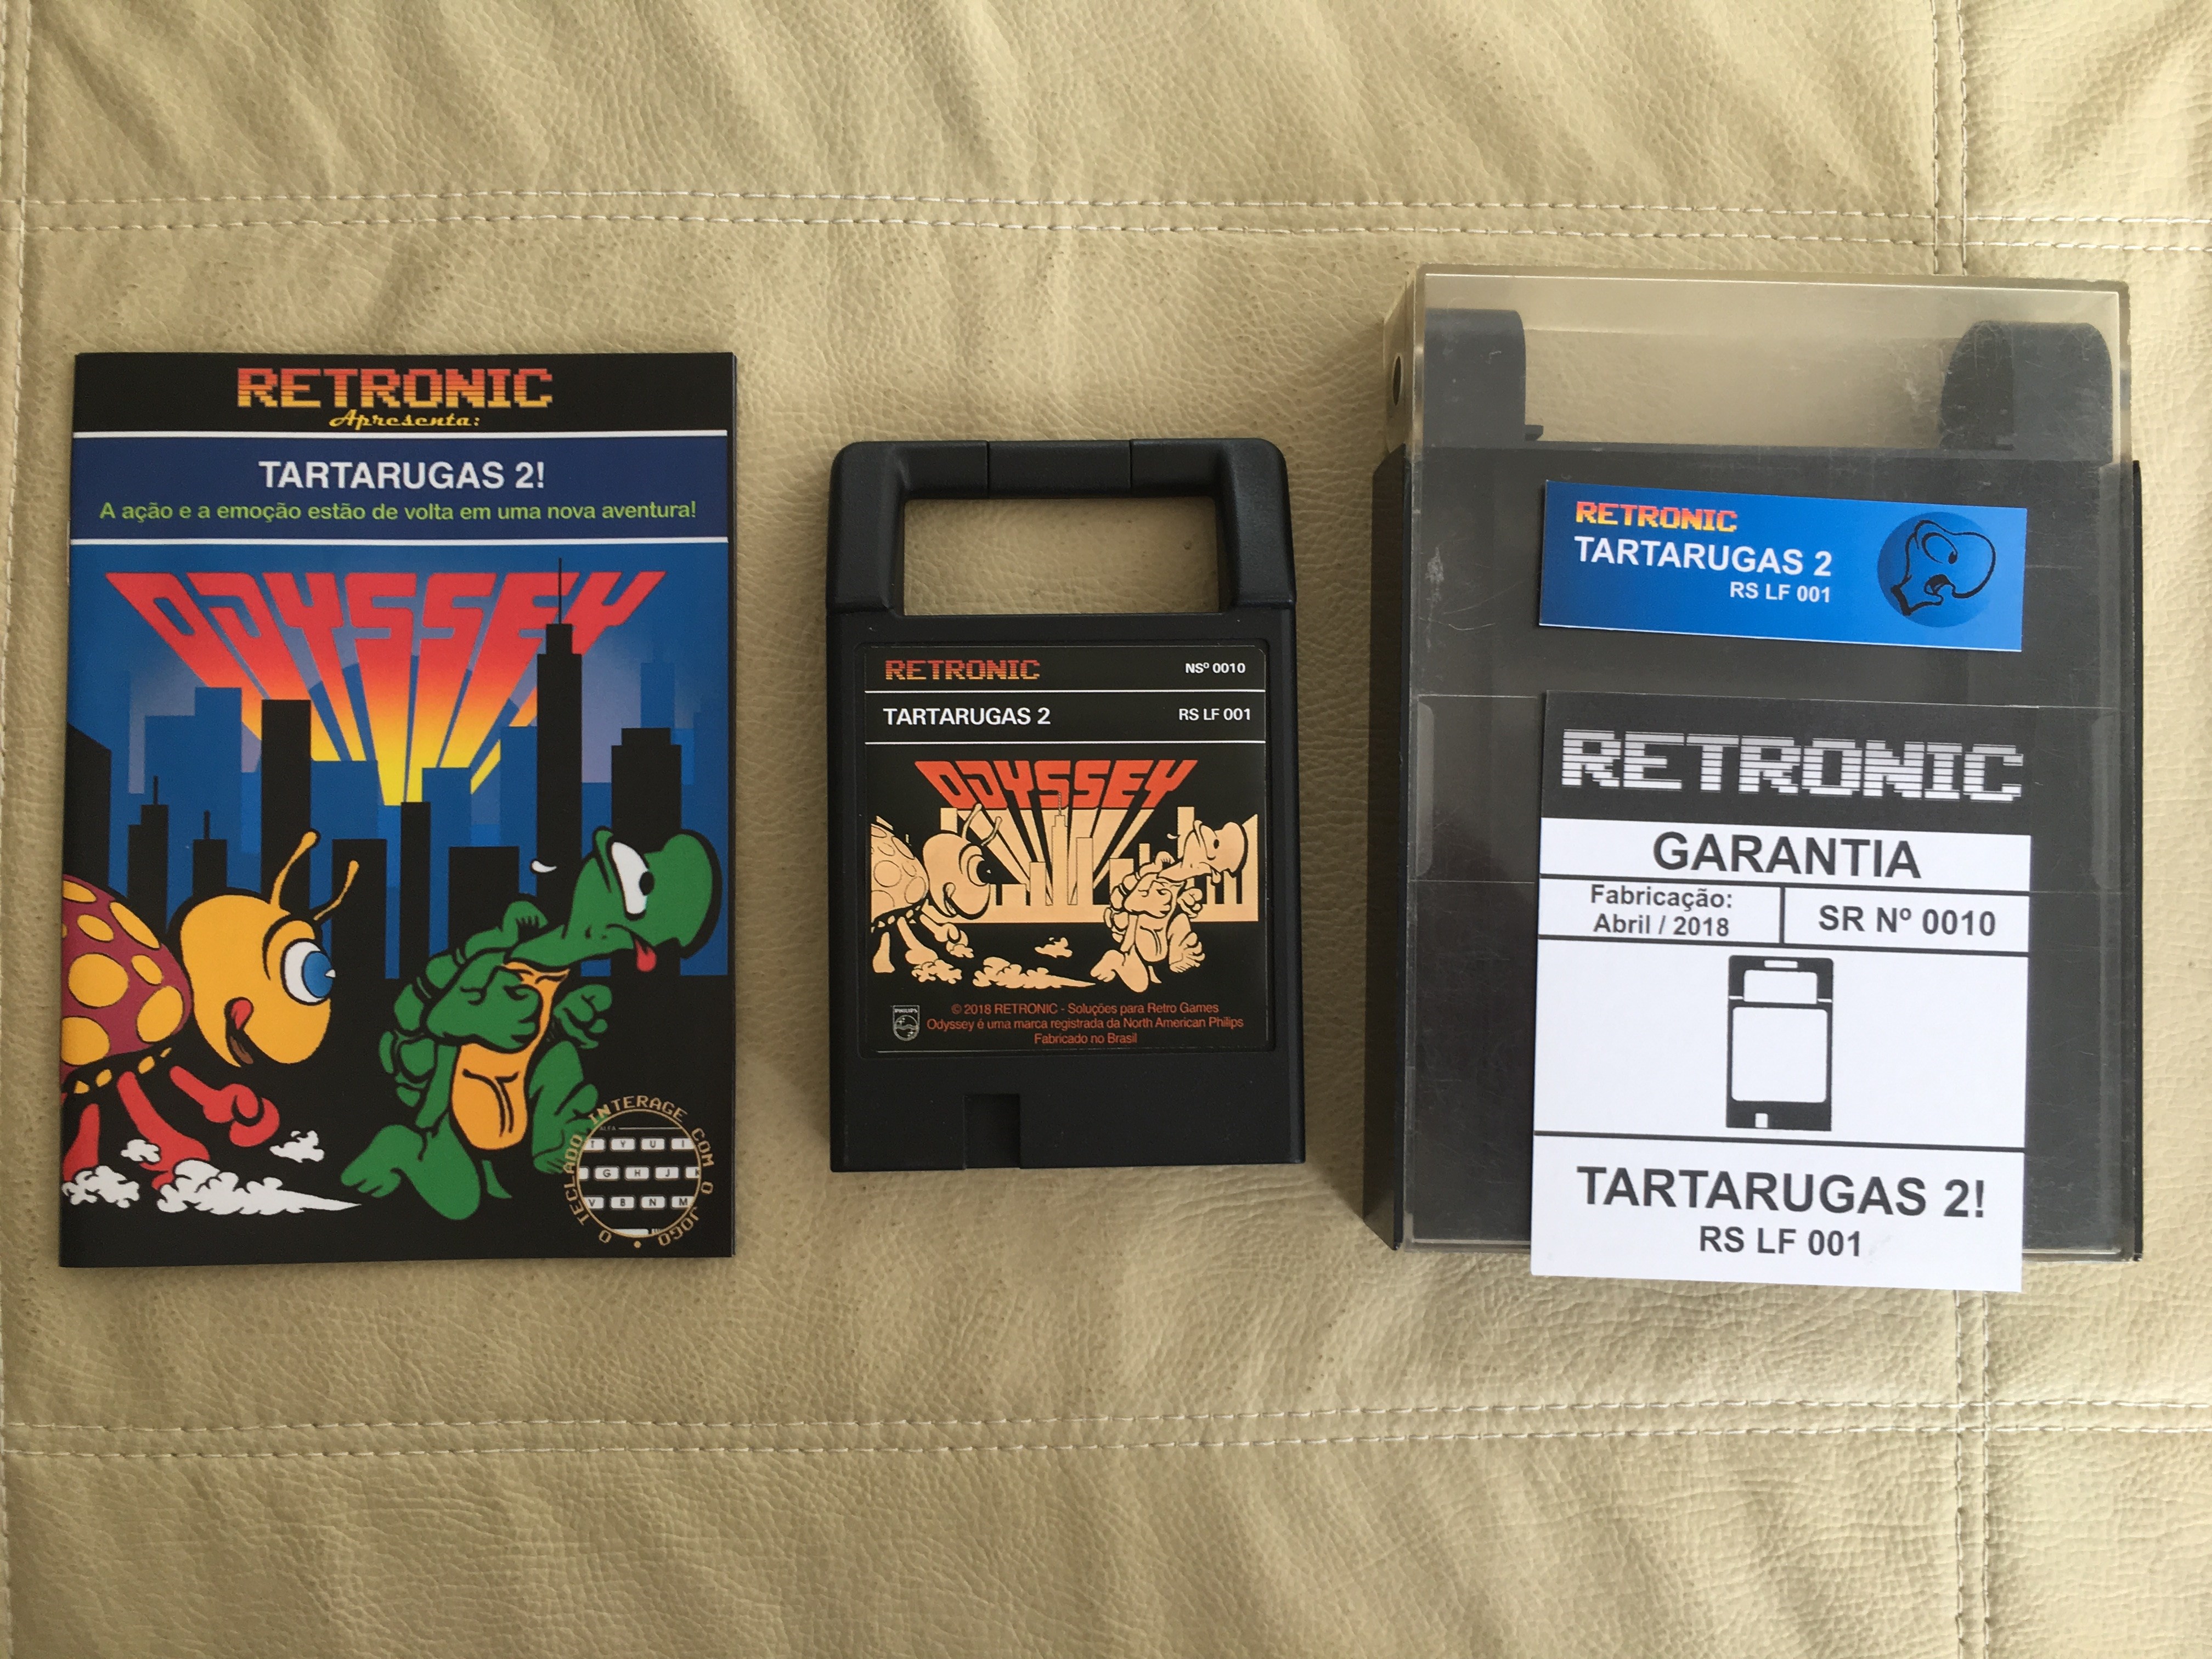 RETRONIC
Apresenta:
TARTARUGAS 2!
A ação e a emoção estão de volta em uma nova aventura!
ODYSSEY
O TECLADO INTERAGE COM O JOGO •
ALFA
T Y U I
G H J K
V B N M
RETRONIC
NSº 0010
TARTARUGAS 2
RS LF 001
ODYSSEY
PHILIPS
© 2018 RETRONIC - Soluções para Retro Games
Odyssey é uma marca registrada da North American Philips
Fabricado no Brasil
RETRONIC
TARTARUGAS 2
RS LF 001
RETRONIC
GARANTIA
Fabricação:
Abril / 2018
SR Nº 0010
TARTARUGAS 2!
RS LF 001